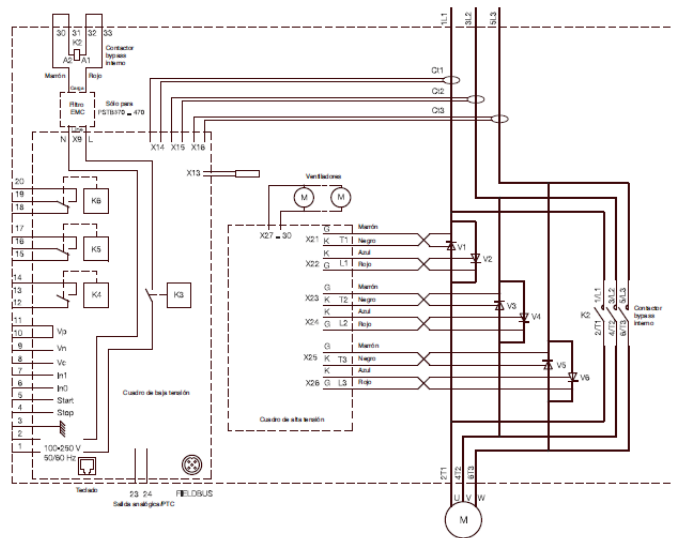 1L1 3L2 5L3
30 31 32 33
K2
A2 A1
Contactor
bypass
interno
Marrón Rojo
Carga
Filtro
EMC
Sólo para
PSTB370 ... 470
Línea
N X9 L
X14 X15 X16
Ct1
Ct2
Ct3
X13
Ventiladores
M M
X27 ... 30
20
19
18
K6
17
16
15
K5
14
13
12
K4
K3
11
10 Vp
9 Vn
8 Vc
7 In1
6 In0
5 Start
4 Stop
3
2
1
100-250 V
50/60 Hz
Cuadro de baja tensión
Teclado
23 24
Salida analógica/PTC
FIELDBUS
X21 G Marrón
K T1 Negro
K Azul
X22 G L1 Rojo
V1
V2
X23 G Marrón
K T2 Negro
K Azul
X24 G L2 Rojo
V3
V4
X25 G Marrón
K T3 Negro
K Azul
X26 G L3 Rojo
V5
V6
Cuadro de alta tensión
K2
1/L1 3/L2 5/L3
2/T1 4/T2 6/T3
Contactor
bypass
interno
2T1 4T2 6T3
U V W
M